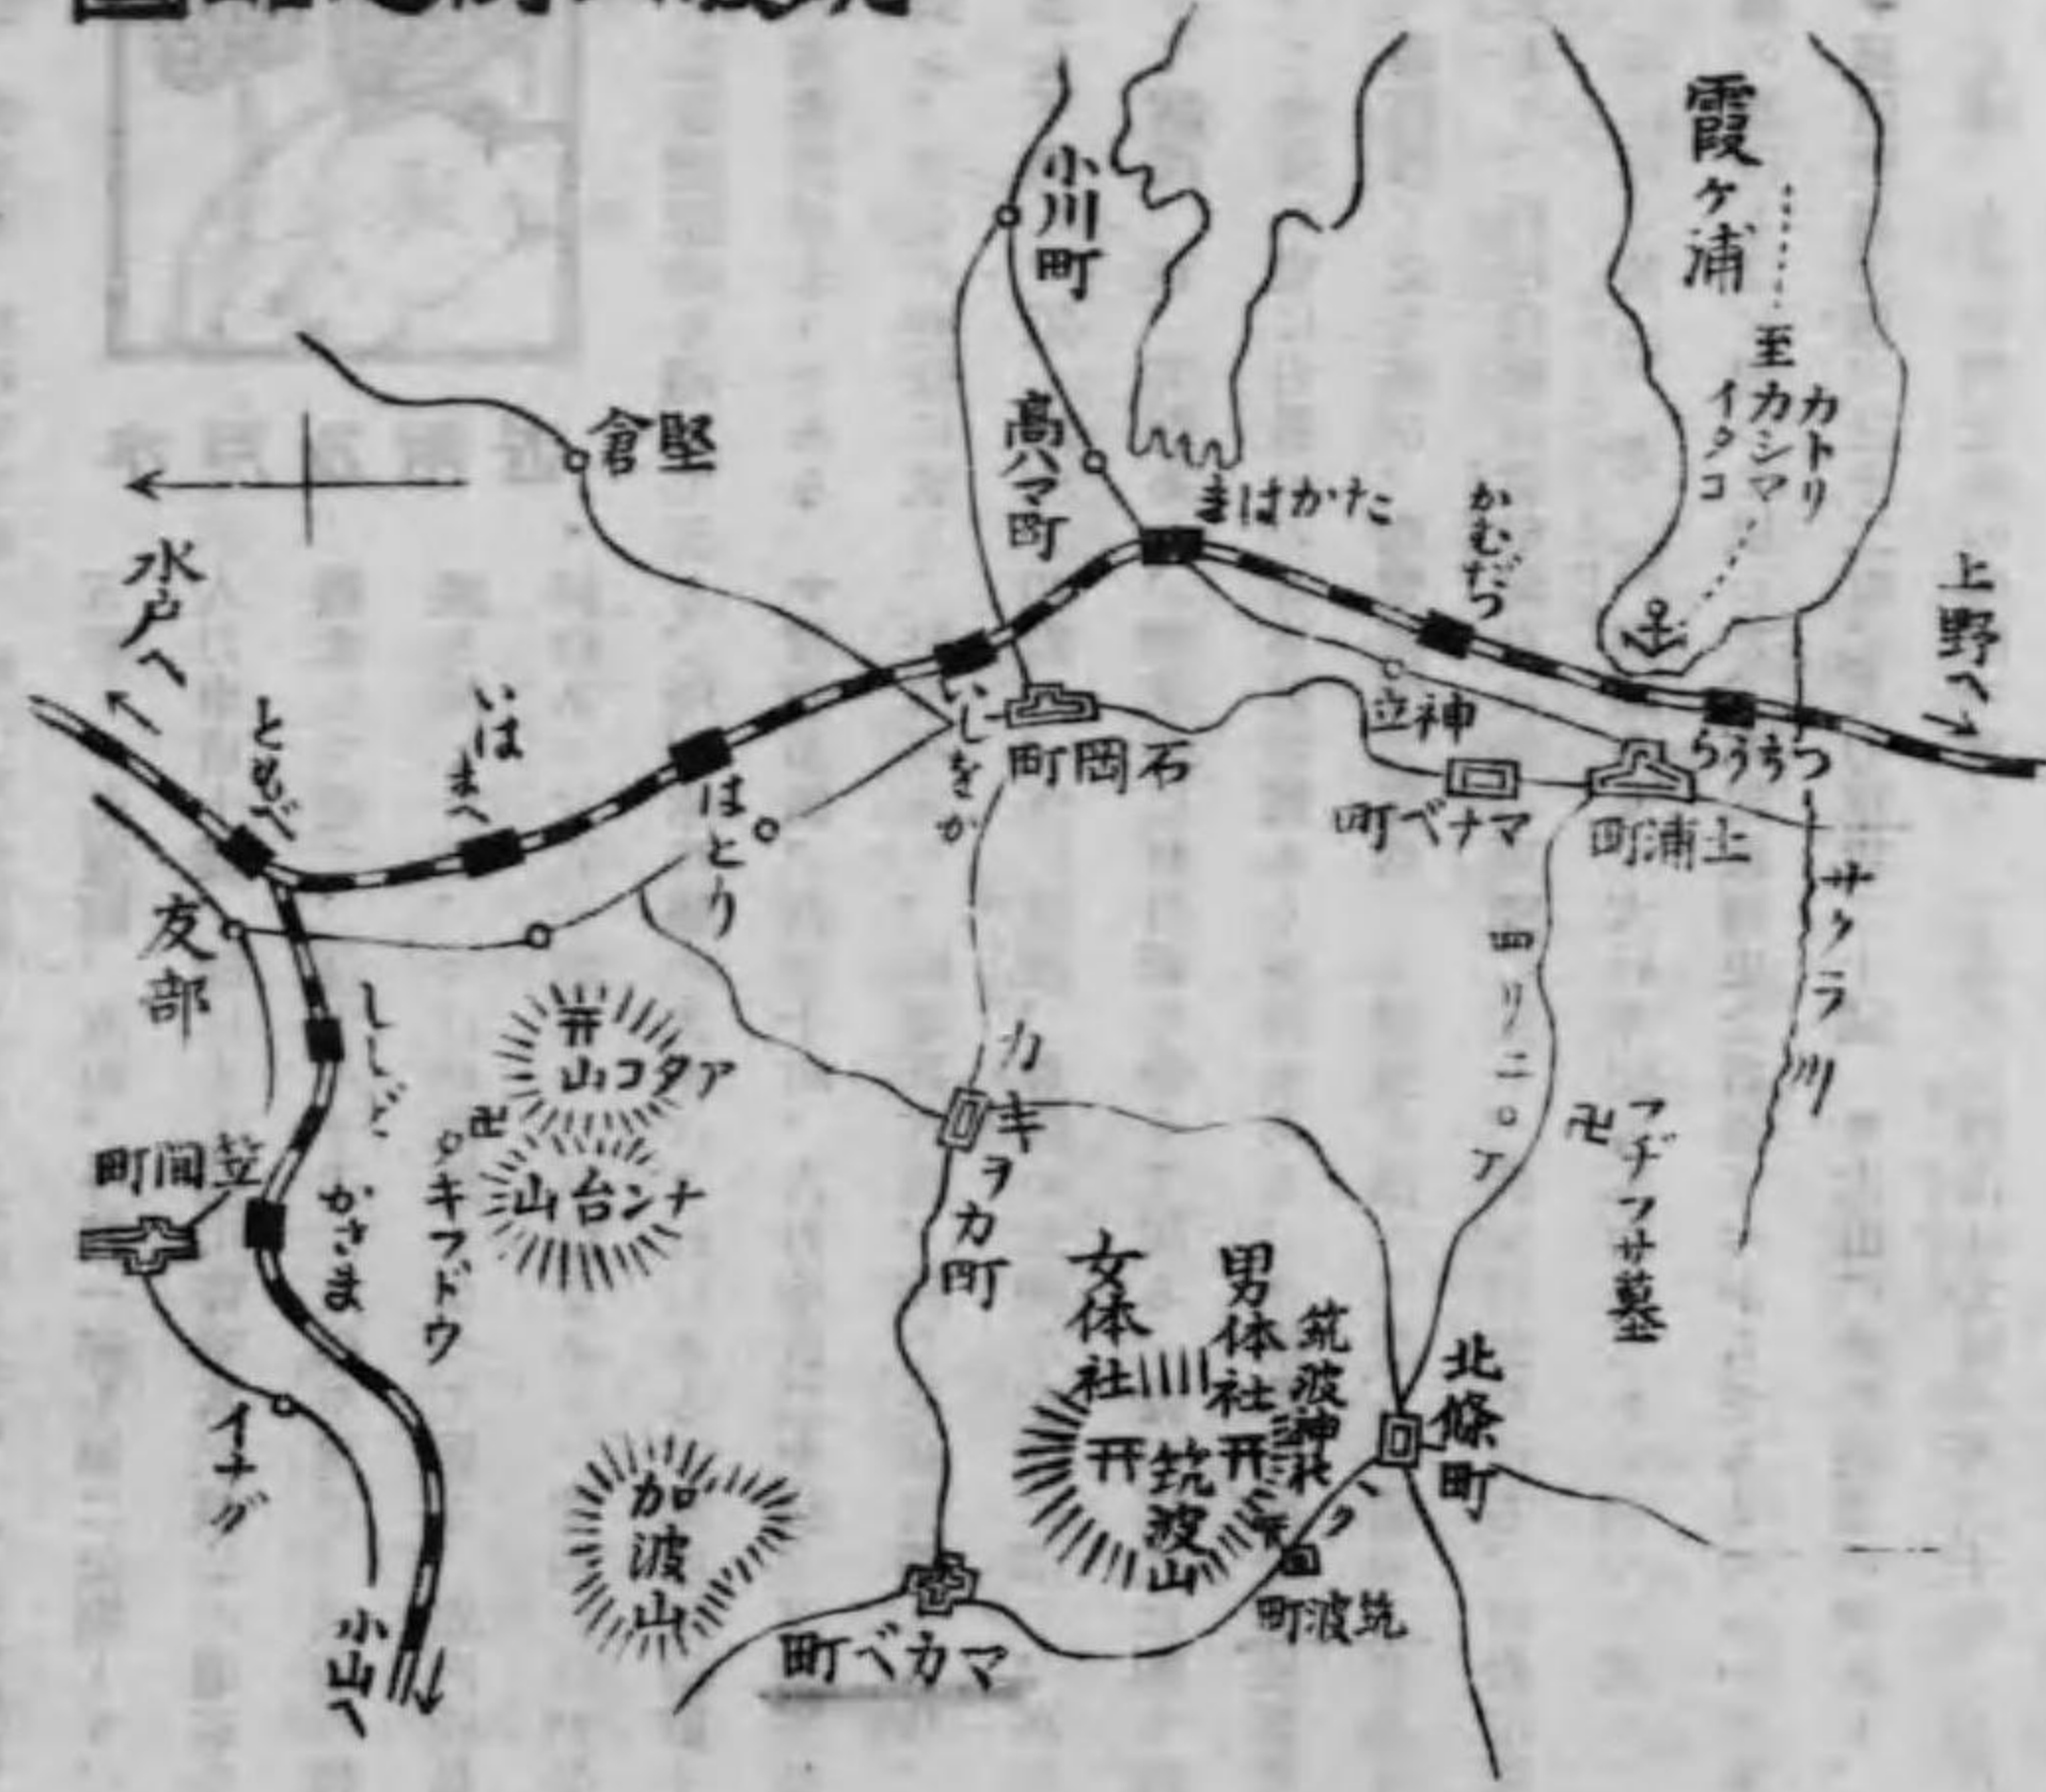 霞ヶ浦
至
カトリ
カシマ
イタコ
小川町
高ハマ町
堅倉
水戸へ
上野へ
たかはま
かむだつ
つちうら
いしをか
はとり
いはまへ
ともべ
ししど
かさま
石岡町
神立
マナベ町
土浦町
サクラ川
四リ二〇ア
卍
フヂフサ墓
友部
笠間町
イナダ
小山へ
アタコ山
卍
ナンタイ山
キフドウ
加波山
カキヲカ町
女体社
男体社
筑波神社
筑波山
筑波町
北條町
マカベ町